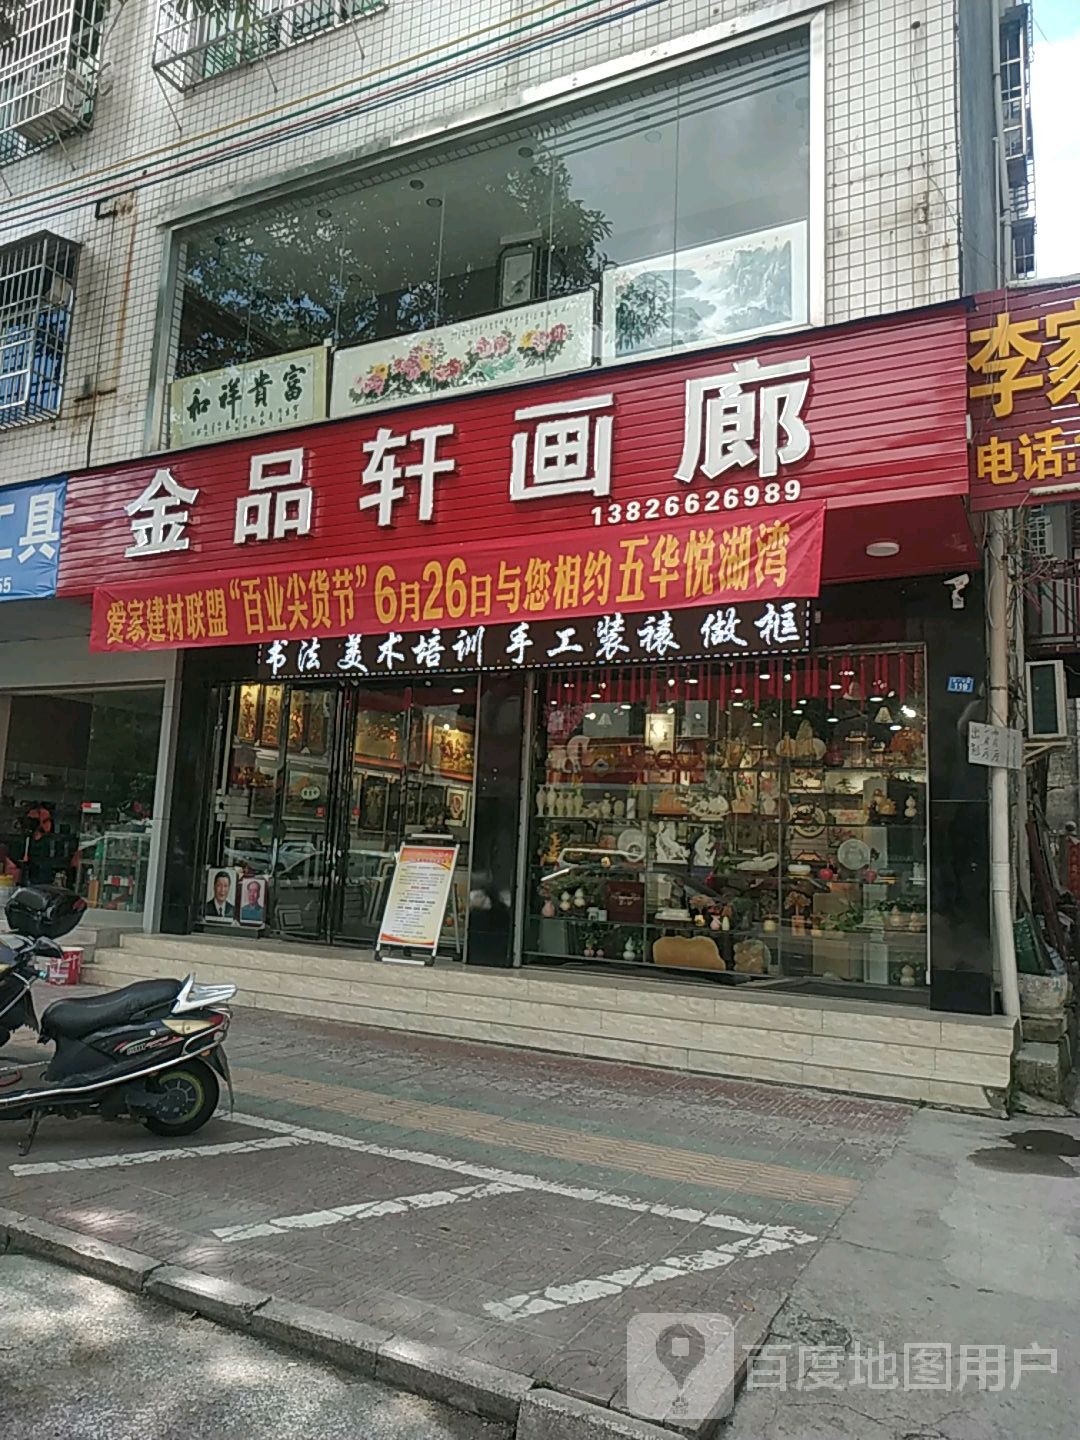 和祥贵富
金品轩画廊
13826626989
爱家建材联盟“百业尖货节”6月26日与您相约五华悦湖湾
书法 美术培训 手工装裱 做框
工具
55
李家
电话:
119
百度地图用户